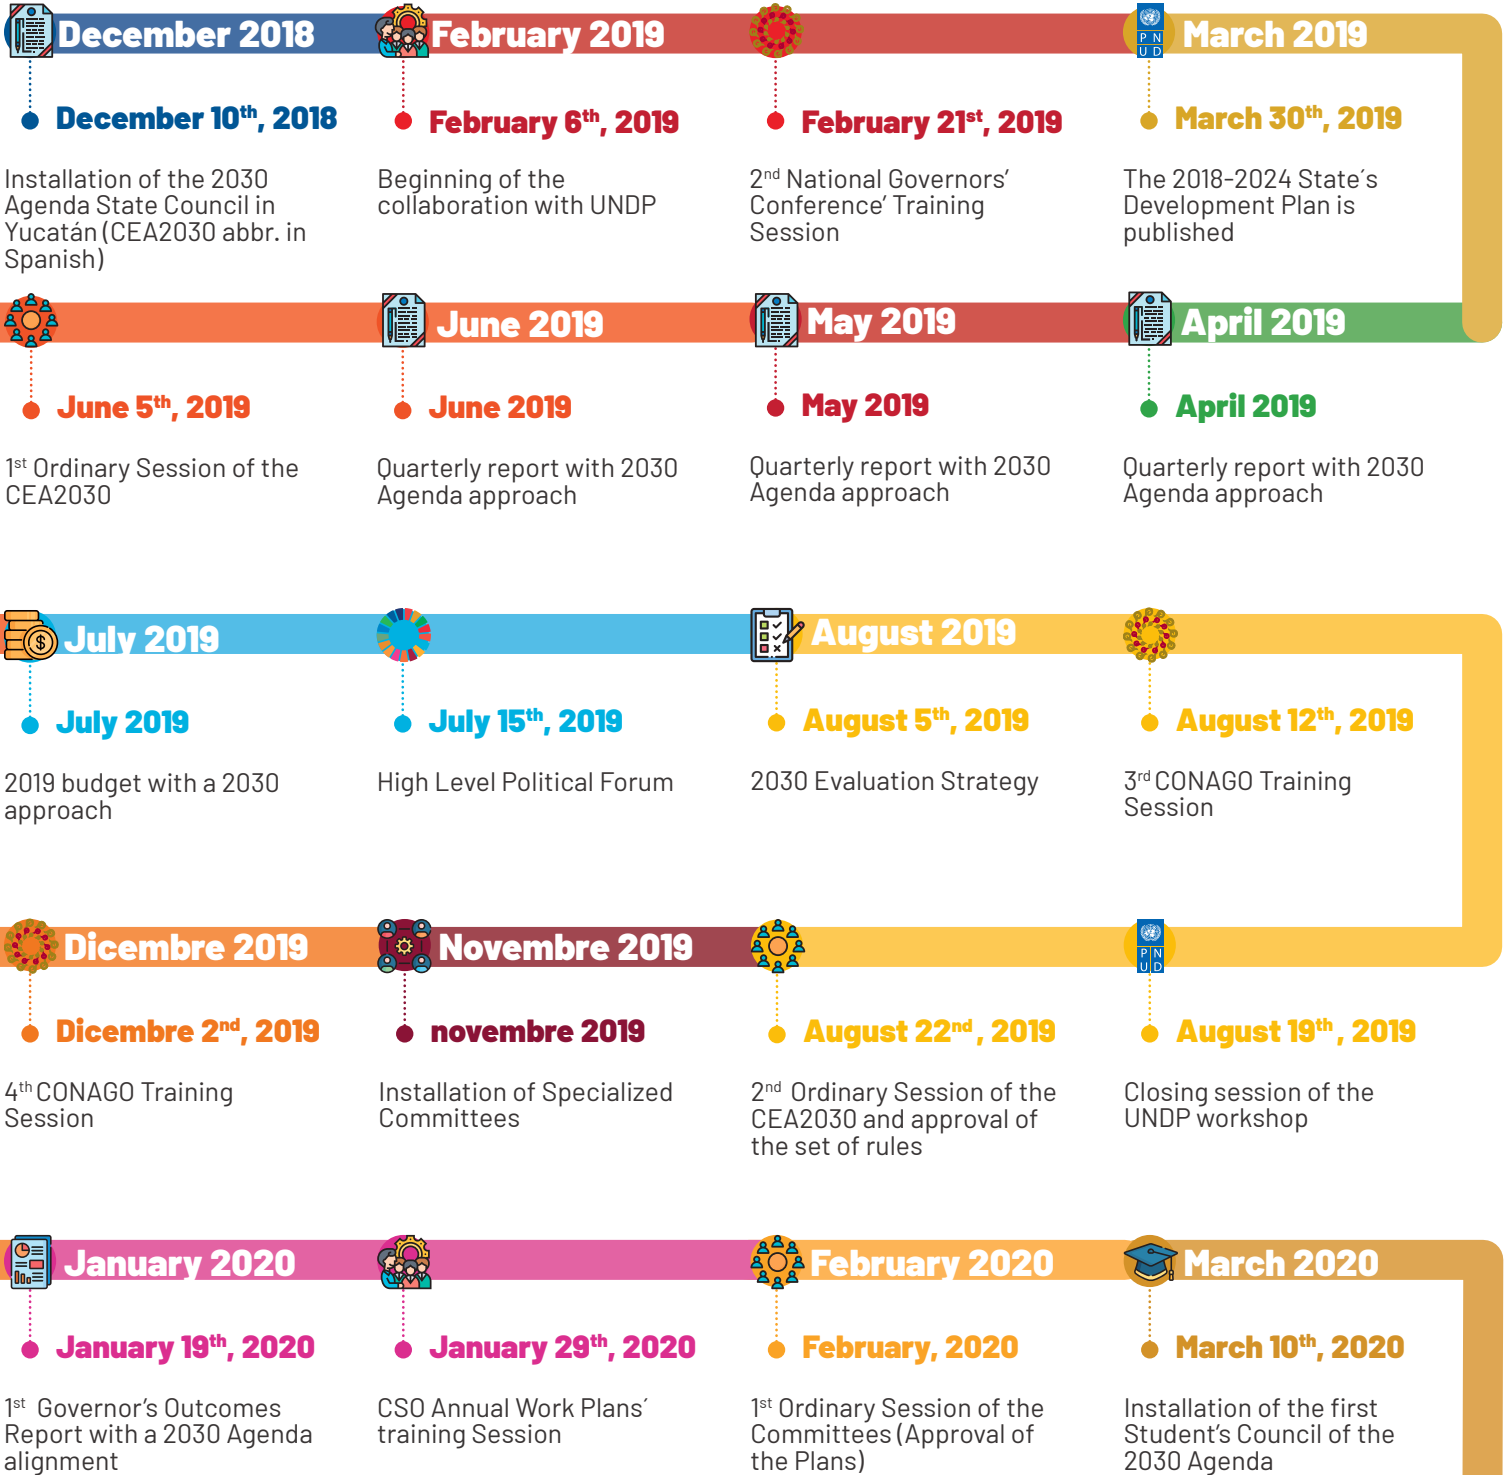 December 2018
February 2019
March 2019
PN
UD
December 10th, 2018
Installation of the 2030
Agenda State Council in
Yucatán (CEA2030 abbr. in
Spanish)
February 6th, 2019
Beginning of the
collaboration with UNDP
February 21st, 2019
2nd National Governors’
Conference’ Training
Session
March 30th, 2019
The 2018-2024 State´s
Development Plan is
published
June 2019
May 2019
April 2019
June 5th, 2019
1st Ordinary Session of the
CEA2030
June 2019
Quarterly report with 2030
Agenda approach
May 2019
Quarterly report with 2030
Agenda approach
April 2019
Quarterly report with 2030
Agenda approach
July 2019
August 2019
July 2019
2019 budget with a 2030
approach
July 15th, 2019
High Level Political Forum
August 5th, 2019
2030 Evaluation Strategy
August 12th, 2019
3rd CONAGO Training
Session
Dicembre 2019
Novembre 2019
PN
UD
Dicembre 2nd, 2019
4th CONAGO Training
Session
novembre 2019
Installation of Specialized
Committees
August 22nd, 2019
2nd Ordinary Session of the
CEA2030 and approval of
the set of rules
August 19th, 2019
Closing session of the
UNDP workshop
January 2020
February 2020
March 2020
January 19th, 2020
1st Governor’s Outcomes
Report with a 2030 Agenda
alignment
January 29th, 2020
CSO Annual Work Plans´
training Session
February, 2020
1st Ordinary Session of the
Committees (Approval of
the Plans)
March 10th, 2020
Installation of the first
Student’s Council of the
2030 Agenda